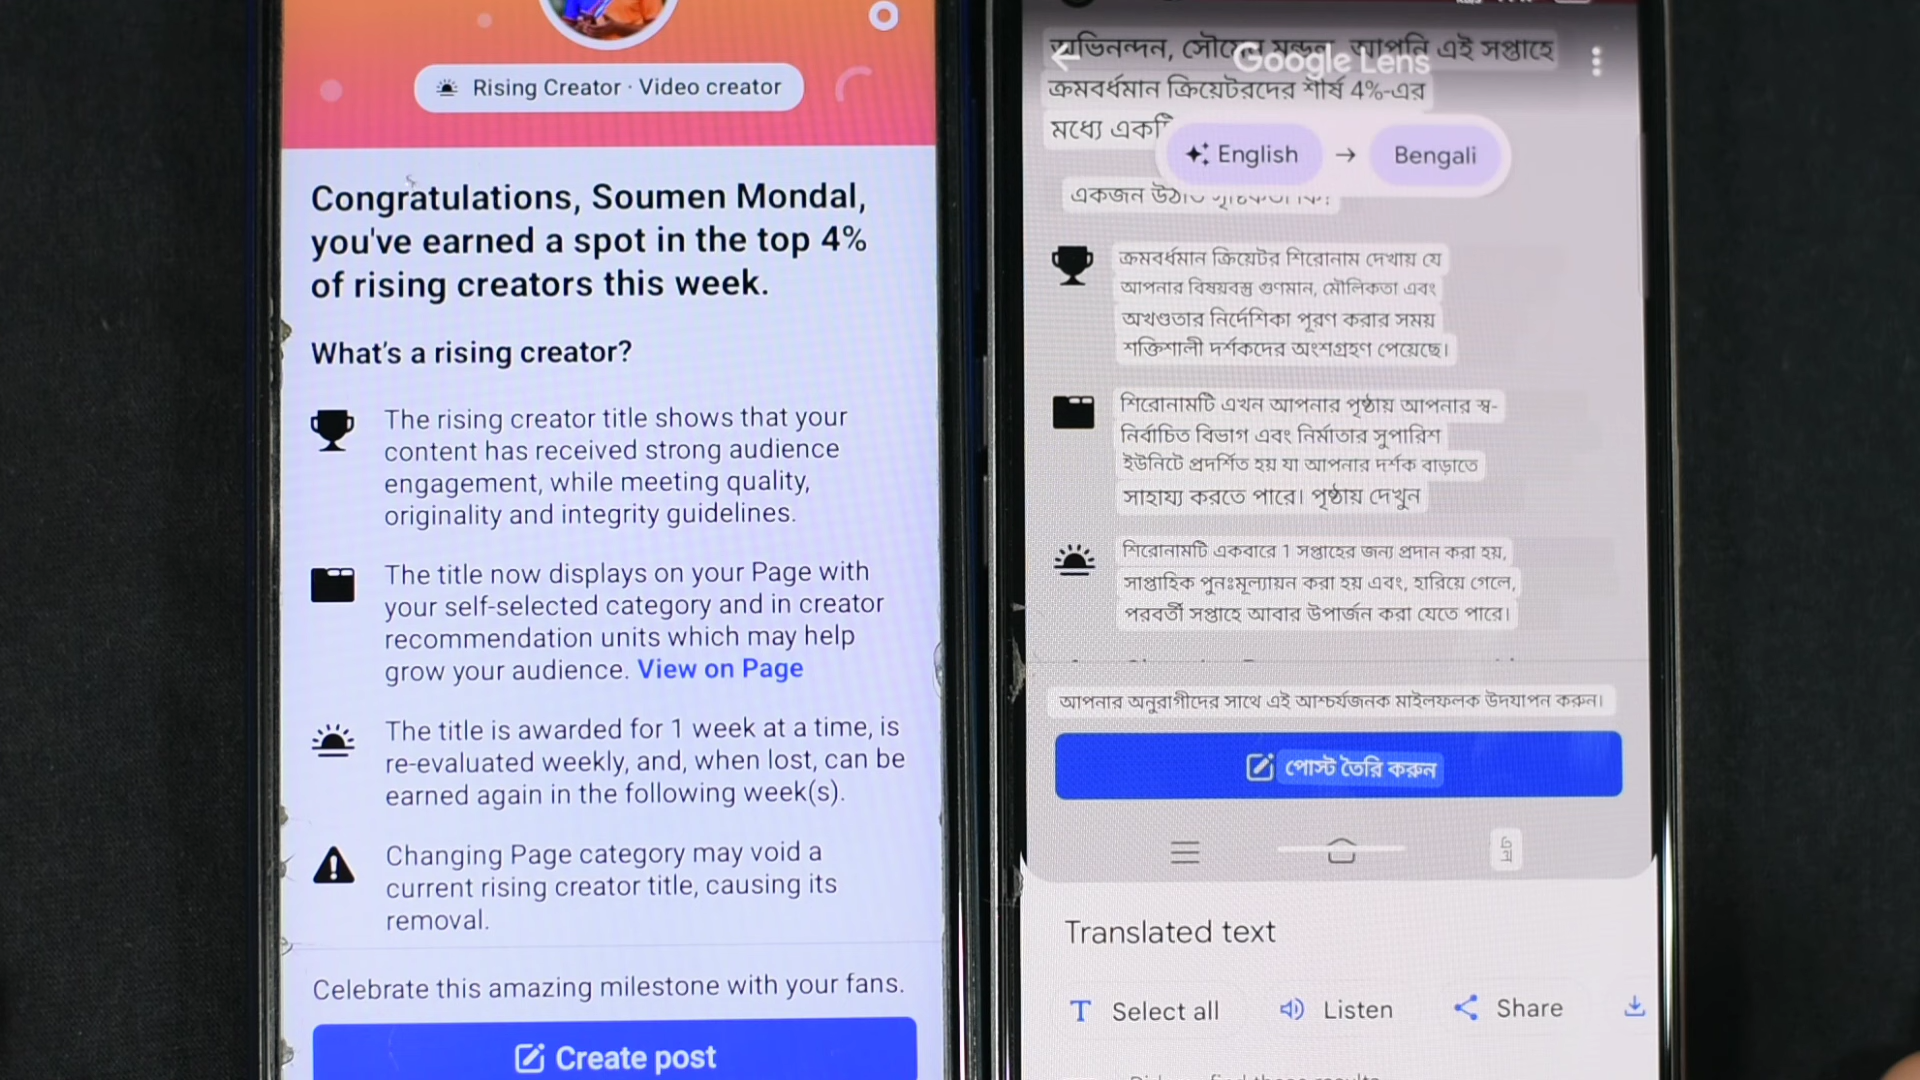 Rising Creator · Video creator
Congratulations, Soumen Mondal,
you've earned a spot in the top 4%
of rising creators this week.
What's a rising creator?
The rising creator title shows that your
content has received strong audience
engagement, while meeting quality,
originality and integrity guidelines.
The title now displays on your Page with
your self-selected category and in creator
recommendation units which may help
grow your audience. View on Page
The title is awarded for 1 week at a time, is
re-evaluated weekly, and, when lost, can be
earned again in the following week(s).
Changing Page category may void a
current rising creator title, causing its
removal.
Celebrate this amazing milestone with your fans.
Create post
অভিনন্দন, সৌমেন মন্ডল, আপনি এই সপ্তাহে
Google Lens
ক্রমবর্ধমান ক্রিয়েটরদের শীর্ষ 4%-এর
মধ্যে একটি
English → Bengali
একজন
ক্রমবর্ধমান ক্রিয়েটর শিরোনাম দেখায় যে
আপনার বিষয়বস্তু গুণমান, মৌলিকতা এবং
অখণ্ডতার নির্দেশিকা পূরণ করার সময়
শক্তিশালী দর্শকদের অংশগ্রহণ পেয়েছে।
শিরোনামটি এখন আপনার পৃষ্ঠায় আপনার স্ব-
নির্বাচিত বিভাগ এবং নির্মাতার সুপারিশ
ইউনিটে প্রদর্শিত হয় যা আপনার দর্শক বাড়াতে
সাহায্য করতে পারে। পৃষ্ঠায় দেখুন
শিরোনামটি একবারে 1 সপ্তাহের জন্য প্রদান করা হয়,
সাপ্তাহিক পুনঃমূল্যায়ন করা হয় এবং, হারিয়ে গেলে,
পরবর্তী সপ্তাহে আবার উপার্জন করা যেতে পারে।
আপনার অনুরাগীদের সাথে এই আশ্চর্যজনক মাইলফলক উদযাপন করুন।
পোস্ট তৈরি করুন
Translated text
Select all
Listen
Share